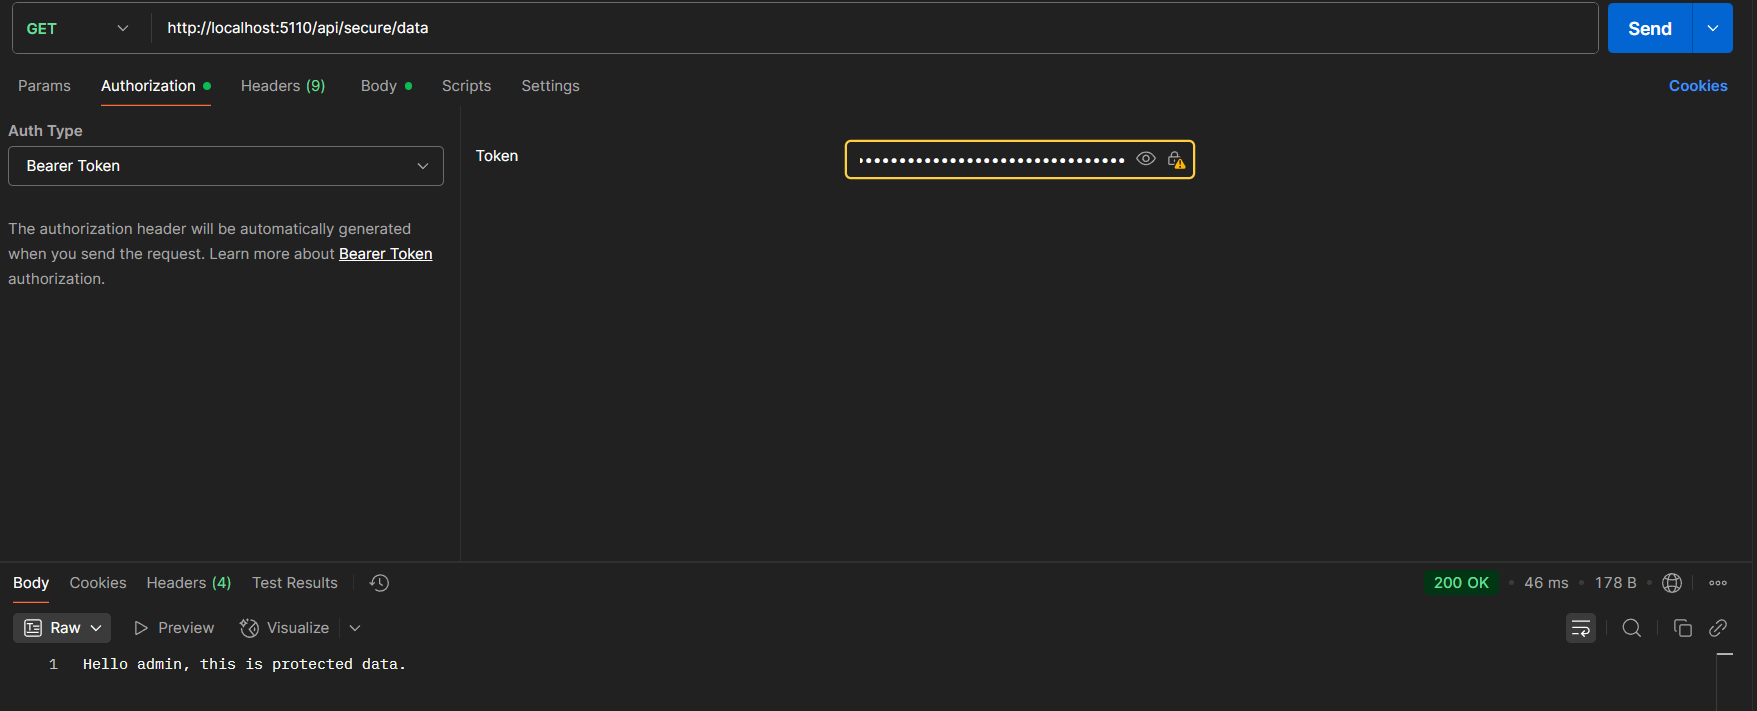 GET http://localhost:5110/api/secure/data Send
Params Authorization Headers (9) Body Scripts Settings Cookies
Auth Type
Bearer Token
Token
The authorization header will be automatically generated
when you send the request. Learn more about Bearer Token
authorization.
Body Cookies Headers (4) Test Results 200 OK • 46 ms • 178 B
Raw Preview Visualize
1 Hello admin, this is protected data.